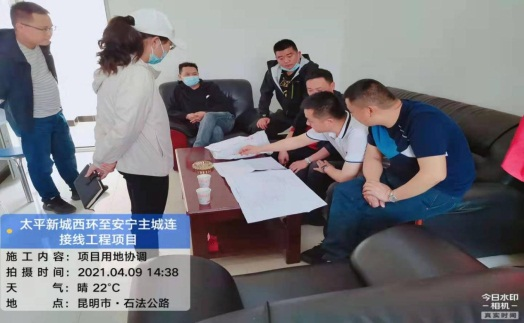 太平新城西环至安宁主城连
接线工程项目
施工内容：项目用地协调
拍摄时间：2021.04.09 14:38
天气：晴 22°C
地点：昆明市·石法公路
今日水印
-相机-
真实时间